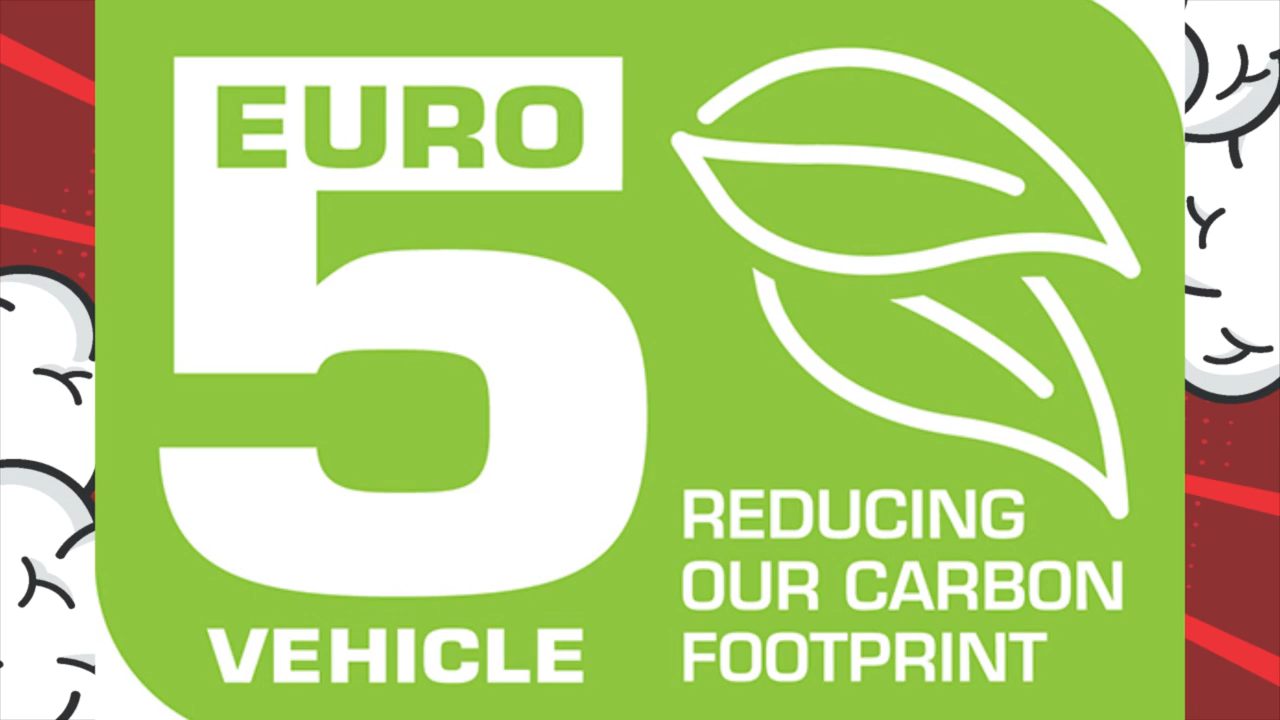 EURO
5
VEHICLE
REDUCING
OUR CARBON
FOOTPRINT